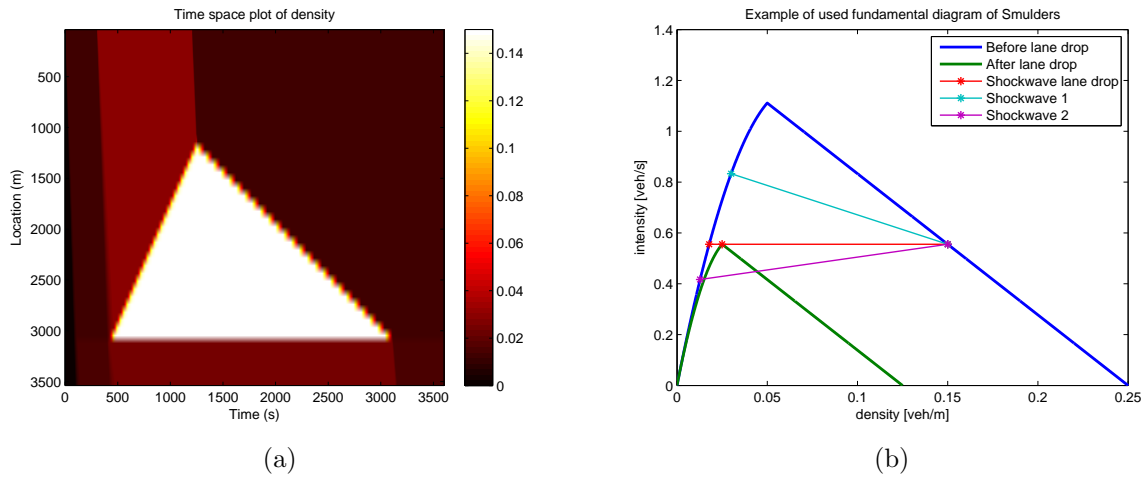 Time space plot of density
Location (m)
500
1000
1500
2000
2500
3000
3500
0 500 1000 1500 2000 2500 3000 3500
Time (s)
0.14
0.12
0.1
0.08
0.06
0.04
0.02
0
(a)
Example of used fundamental diagram of Smulders
intensity [veh/s]
1.4
1.2
1
0.8
0.6
0.4
0.2
0
0 0.05 0.1 0.15 0.2 0.25
density [veh/m]
Before lane drop
After lane drop
Shockwave lane drop
Shockwave 1
Shockwave 2
(b)